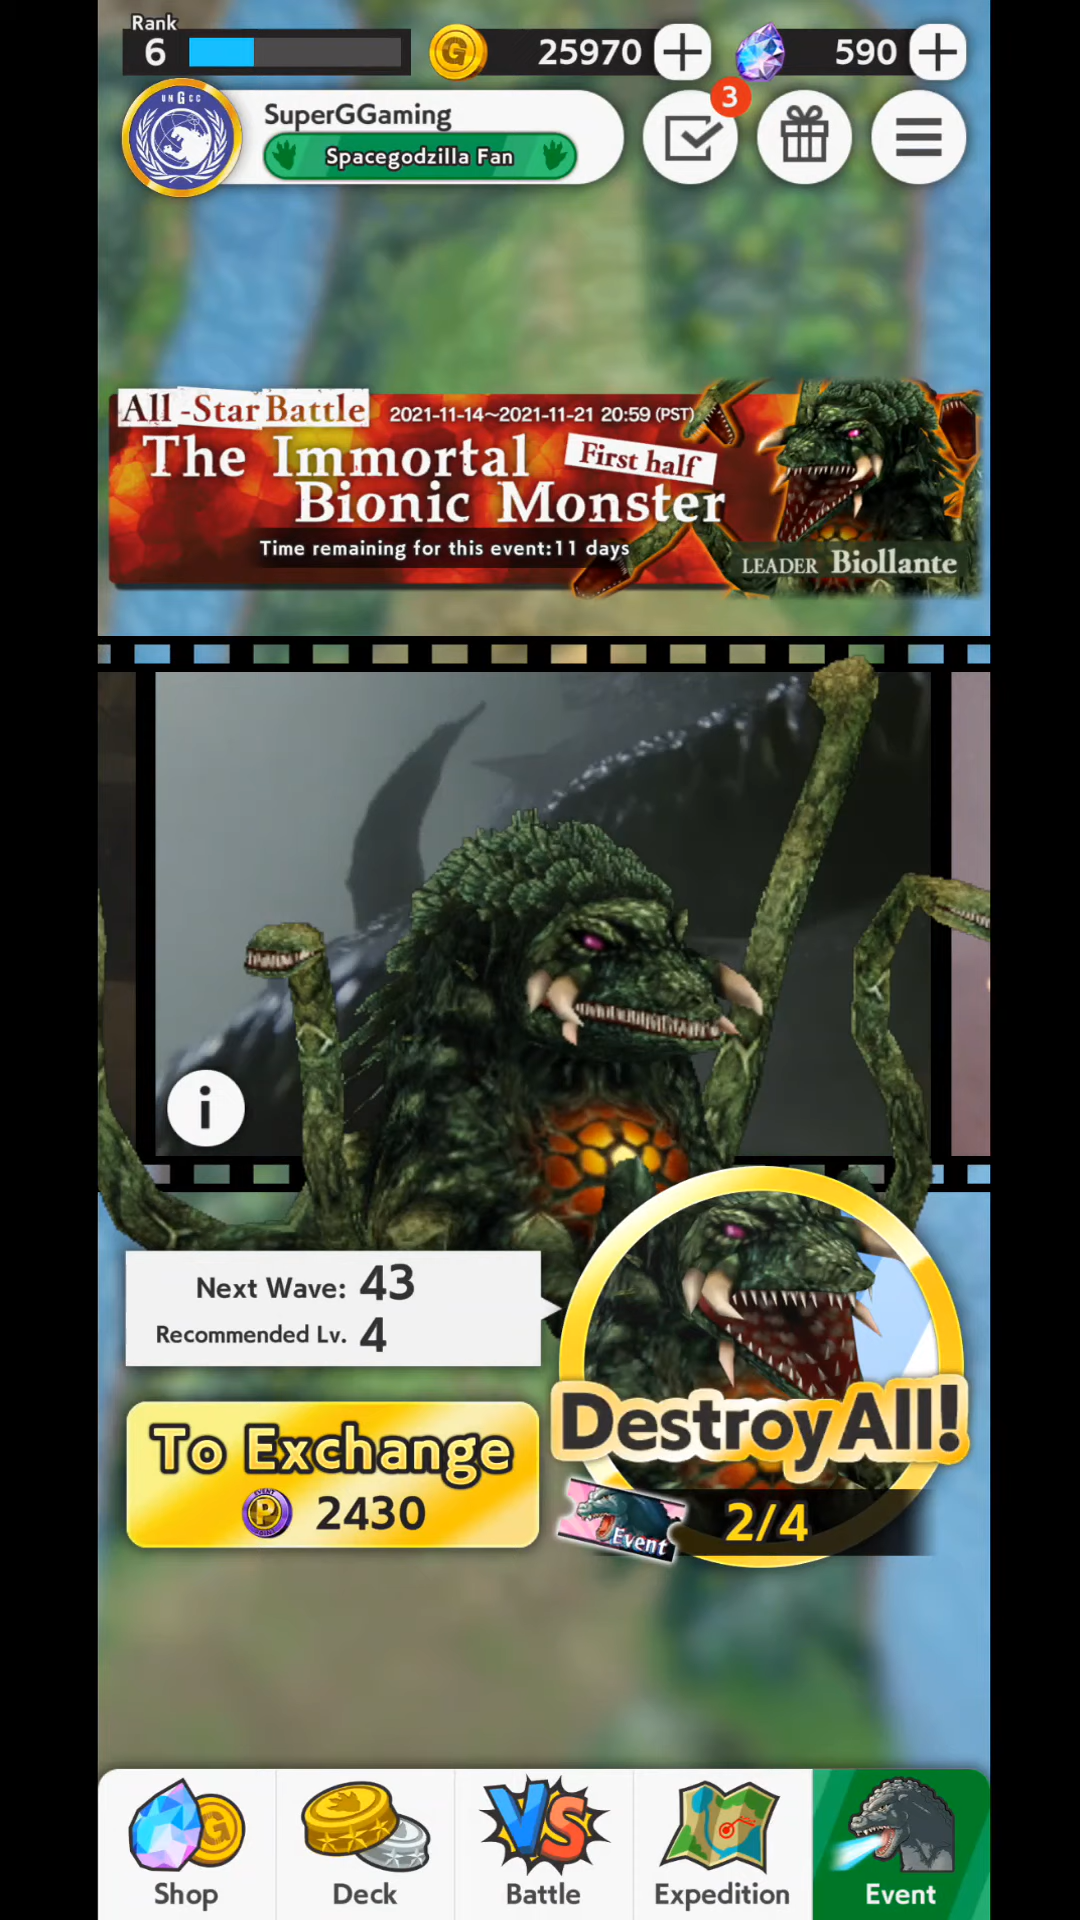 Rank
6
25970
590
UNGCC
SuperGGaming
3
Spacegodzilla Fan
All-Star Battle 2021-11-14~2021-11-21 20:59 (PST)
The Immortal First half
Bionic Monster
Time remaining for this event:11 days
LEADER Biollante
i
Next Wave: 43
Recommended Lv. 4
Destroy All!
To Exchange
2430
Event 2/4
Shop
Deck
VS
Battle
Expedition
Event